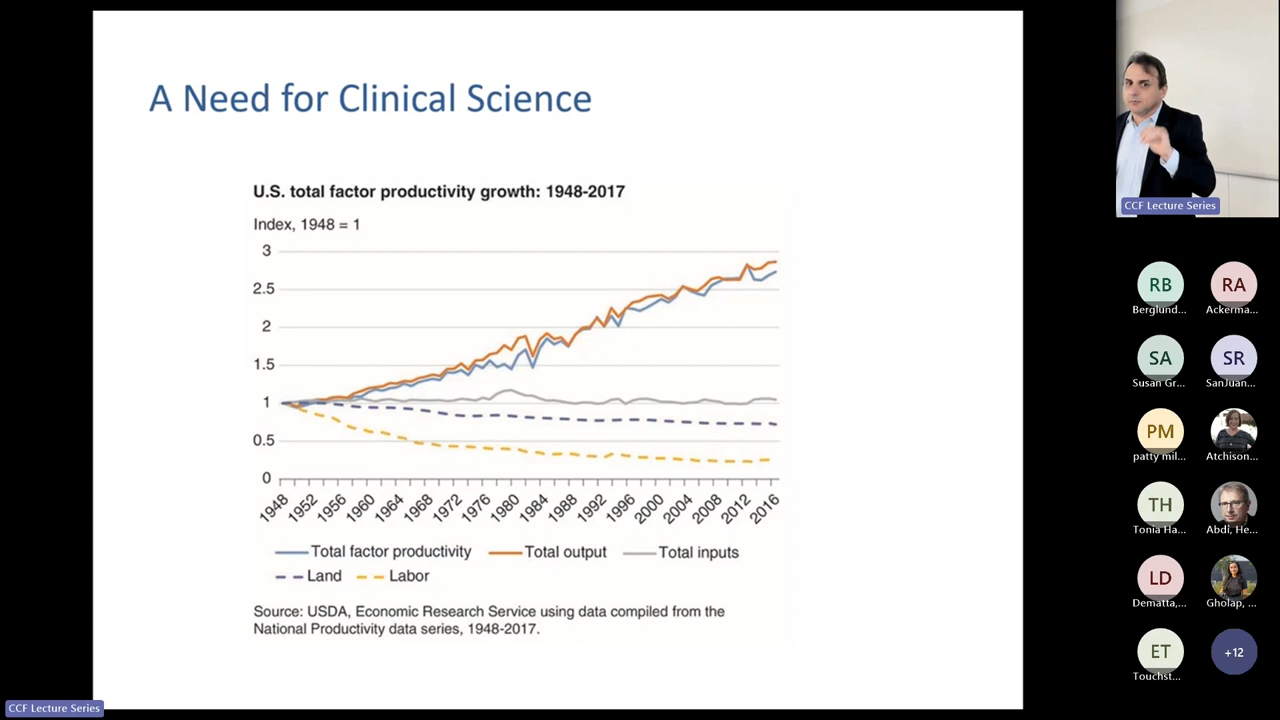 A Need for Clinical Science
U.S. total factor productivity growth: 1948-2017
Index, 1948 = 1
3
2.5
2
1.5
1
0.5
0
1948 1952 1956 1960 1964 1968 1972 1976 1980 1984 1988 1992 1996 2000 2004 2008 2012 2016
Total factor productivity Total output Total inputs
Land Labor
Source: USDA, Economic Research Service using data compiled from the
National Productivity data series, 1948-2017.
CCF Lecture Series
CCF Lecture Series
RB RA
Berglund... Ackerma...
SA SR
Susan Gr... SanJuan...
PM
patty mil... Atchison...
TH
Tonia Ha... Abdi, He...
LD
Dematta,... Gholap, ...
ET +12
Touchst...